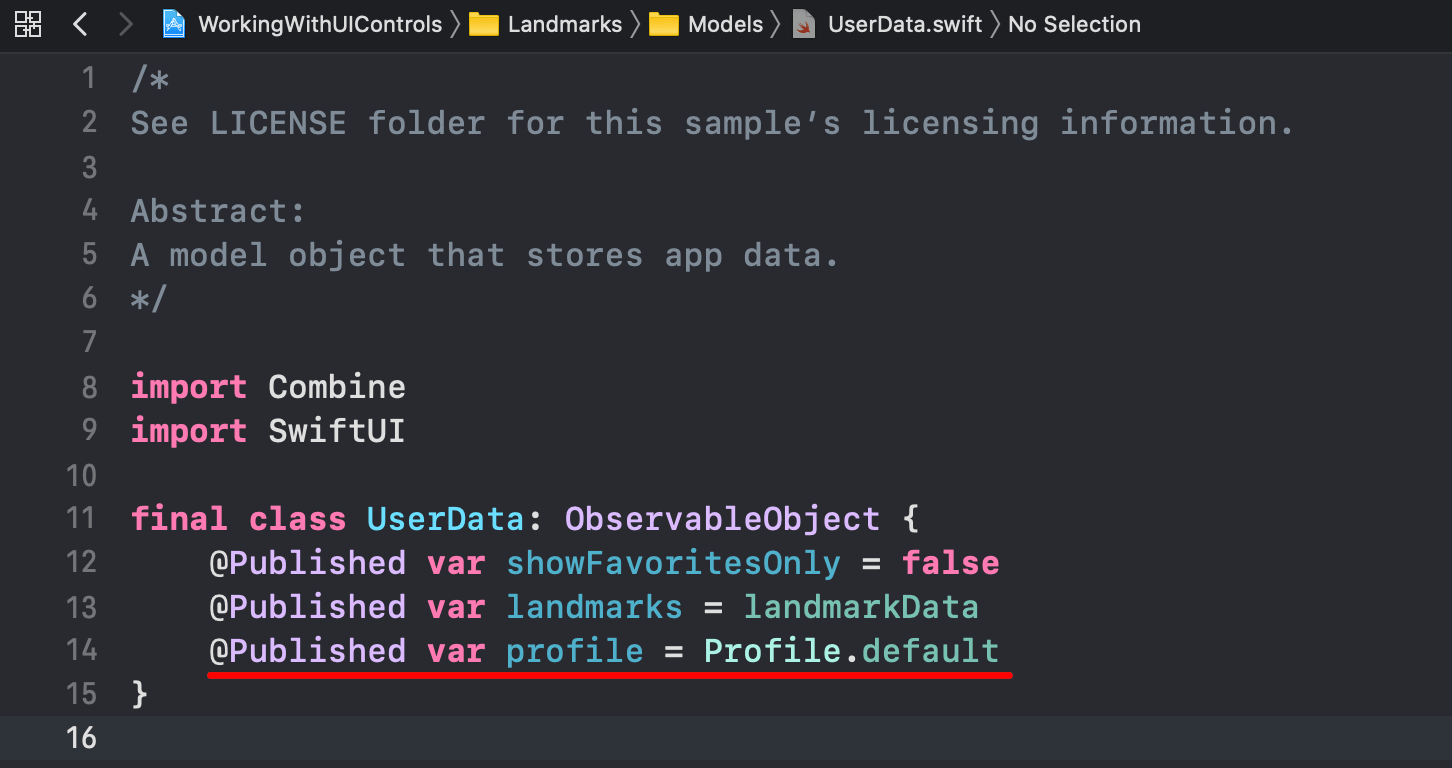 WorkingWithUIControls 〉 Landmarks 〉 Models 〉 UserData.swift 〉 No Selection
1 /*
2 See LICENSE folder for this sample’s licensing information.
3
4 Abstract:
5 A model object that stores app data.
6 */
7
8 import Combine
9 import SwiftUI
10
11 final class UserData: ObservableObject {
12     @Published var showFavoritesOnly = false
13     @Published var landmarks = landmarkData
14     @Published var profile = Profile.default
15 }
16